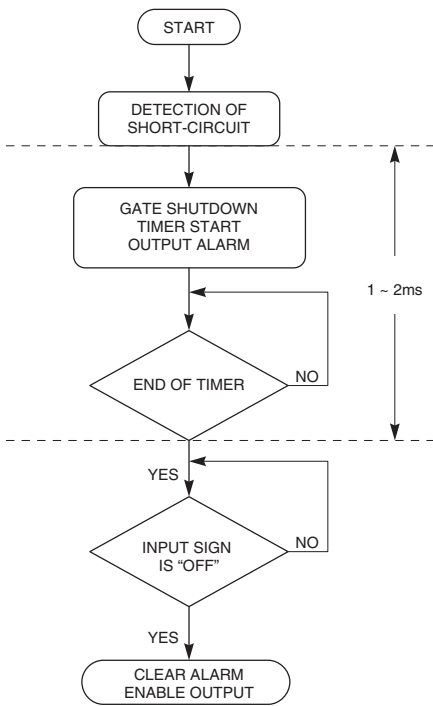 START
DETECTION OF
SHORT-CIRCUIT
GATE SHUTDOWN
TIMER START
OUTPUT ALARM
1 ~ 2ms
END OF TIMER
NO
YES
INPUT SIGN
IS “OFF”
NO
YES
CLEAR ALARM
ENABLE OUTPUT